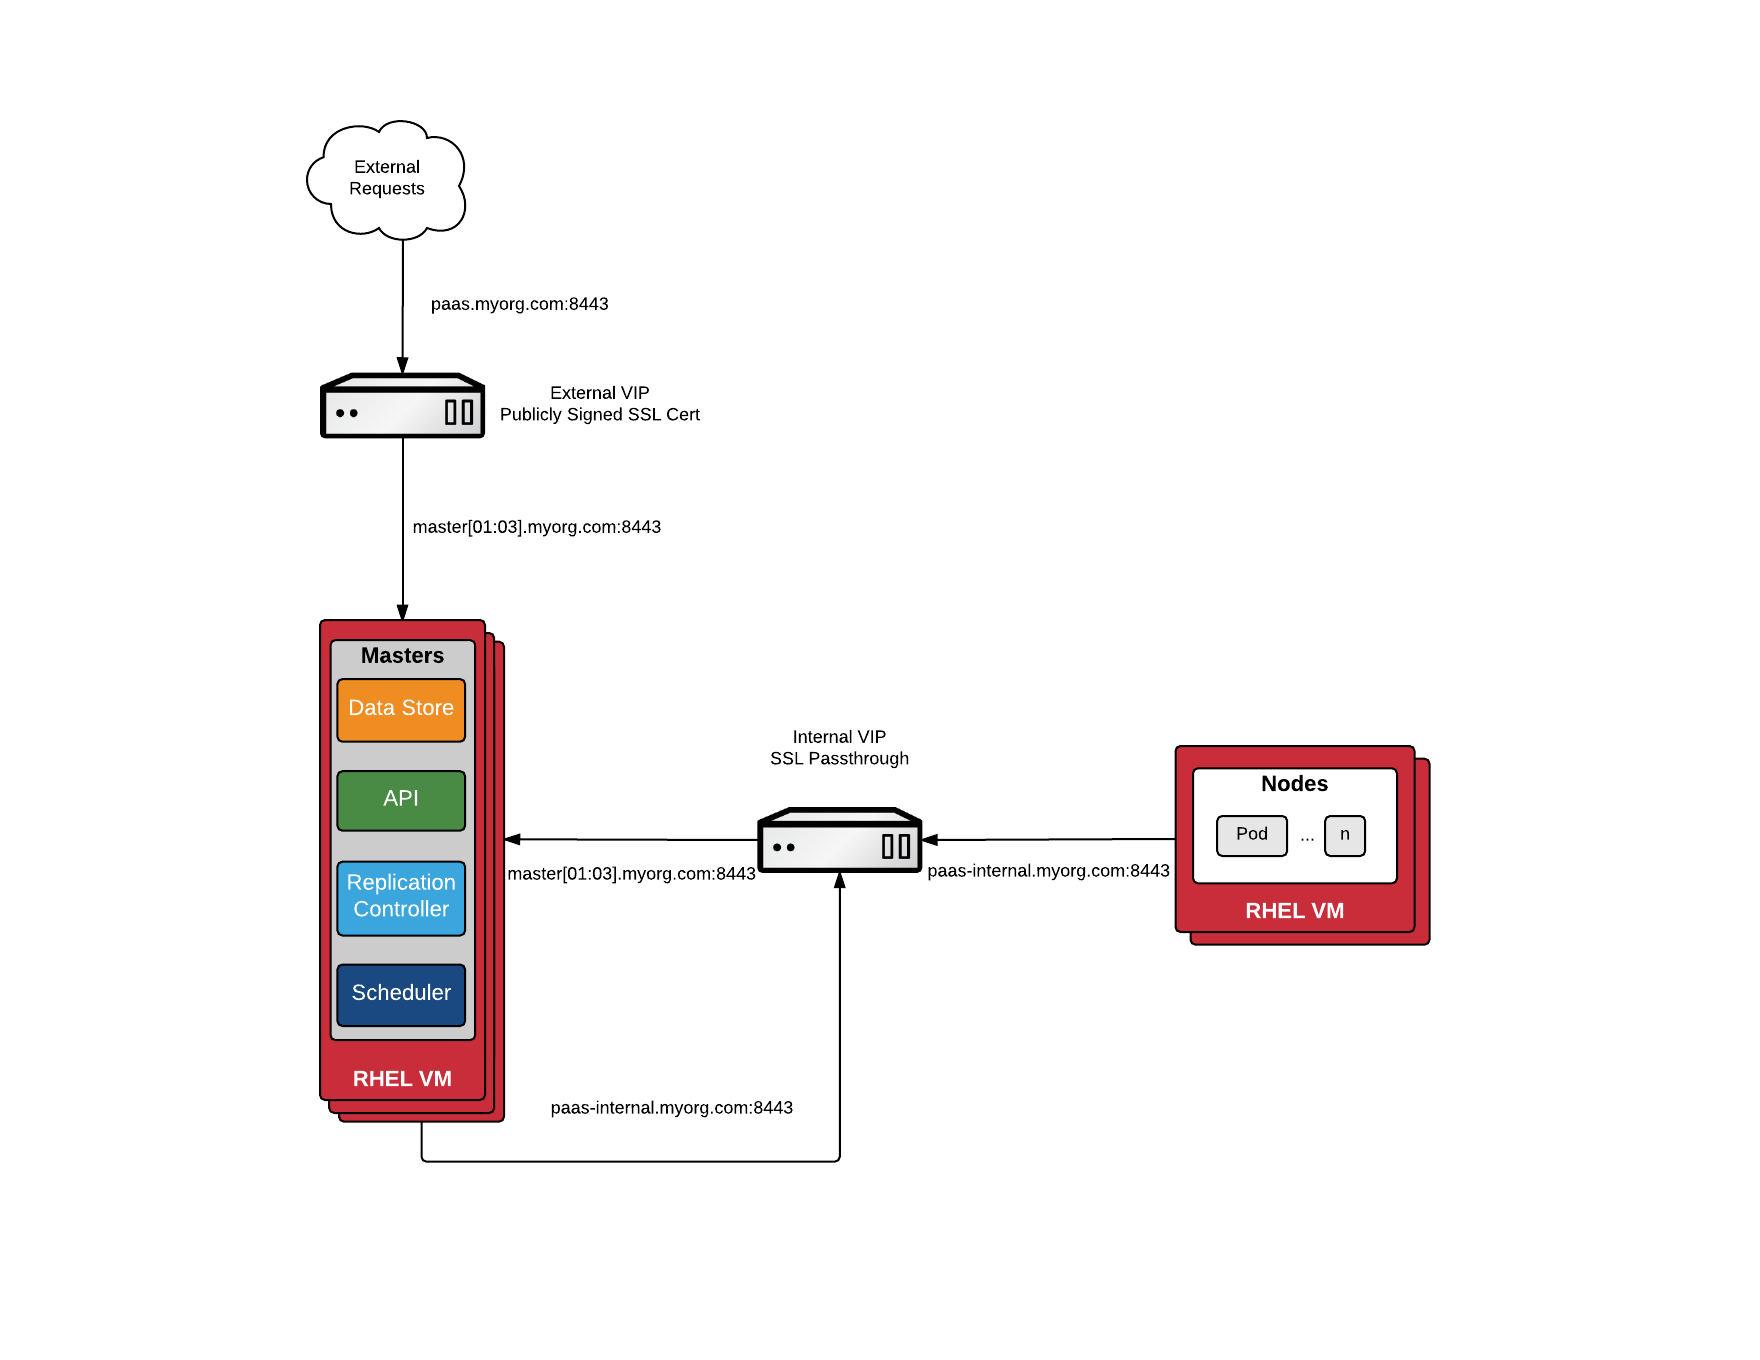 External
Requests
paas.myorg.com:8443
External VIP
Publicly Signed SSL Cert
master[01:03].myorg.com:8443
Masters
Data Store
API
Replication
Controller
Scheduler
RHEL VM
Internal VIP
SSL Passthrough
master[01:03].myorg.com:8443
paas-internal.myorg.com:8443
Nodes
Pod ... n
RHEL VM
paas-internal.myorg.com:8443